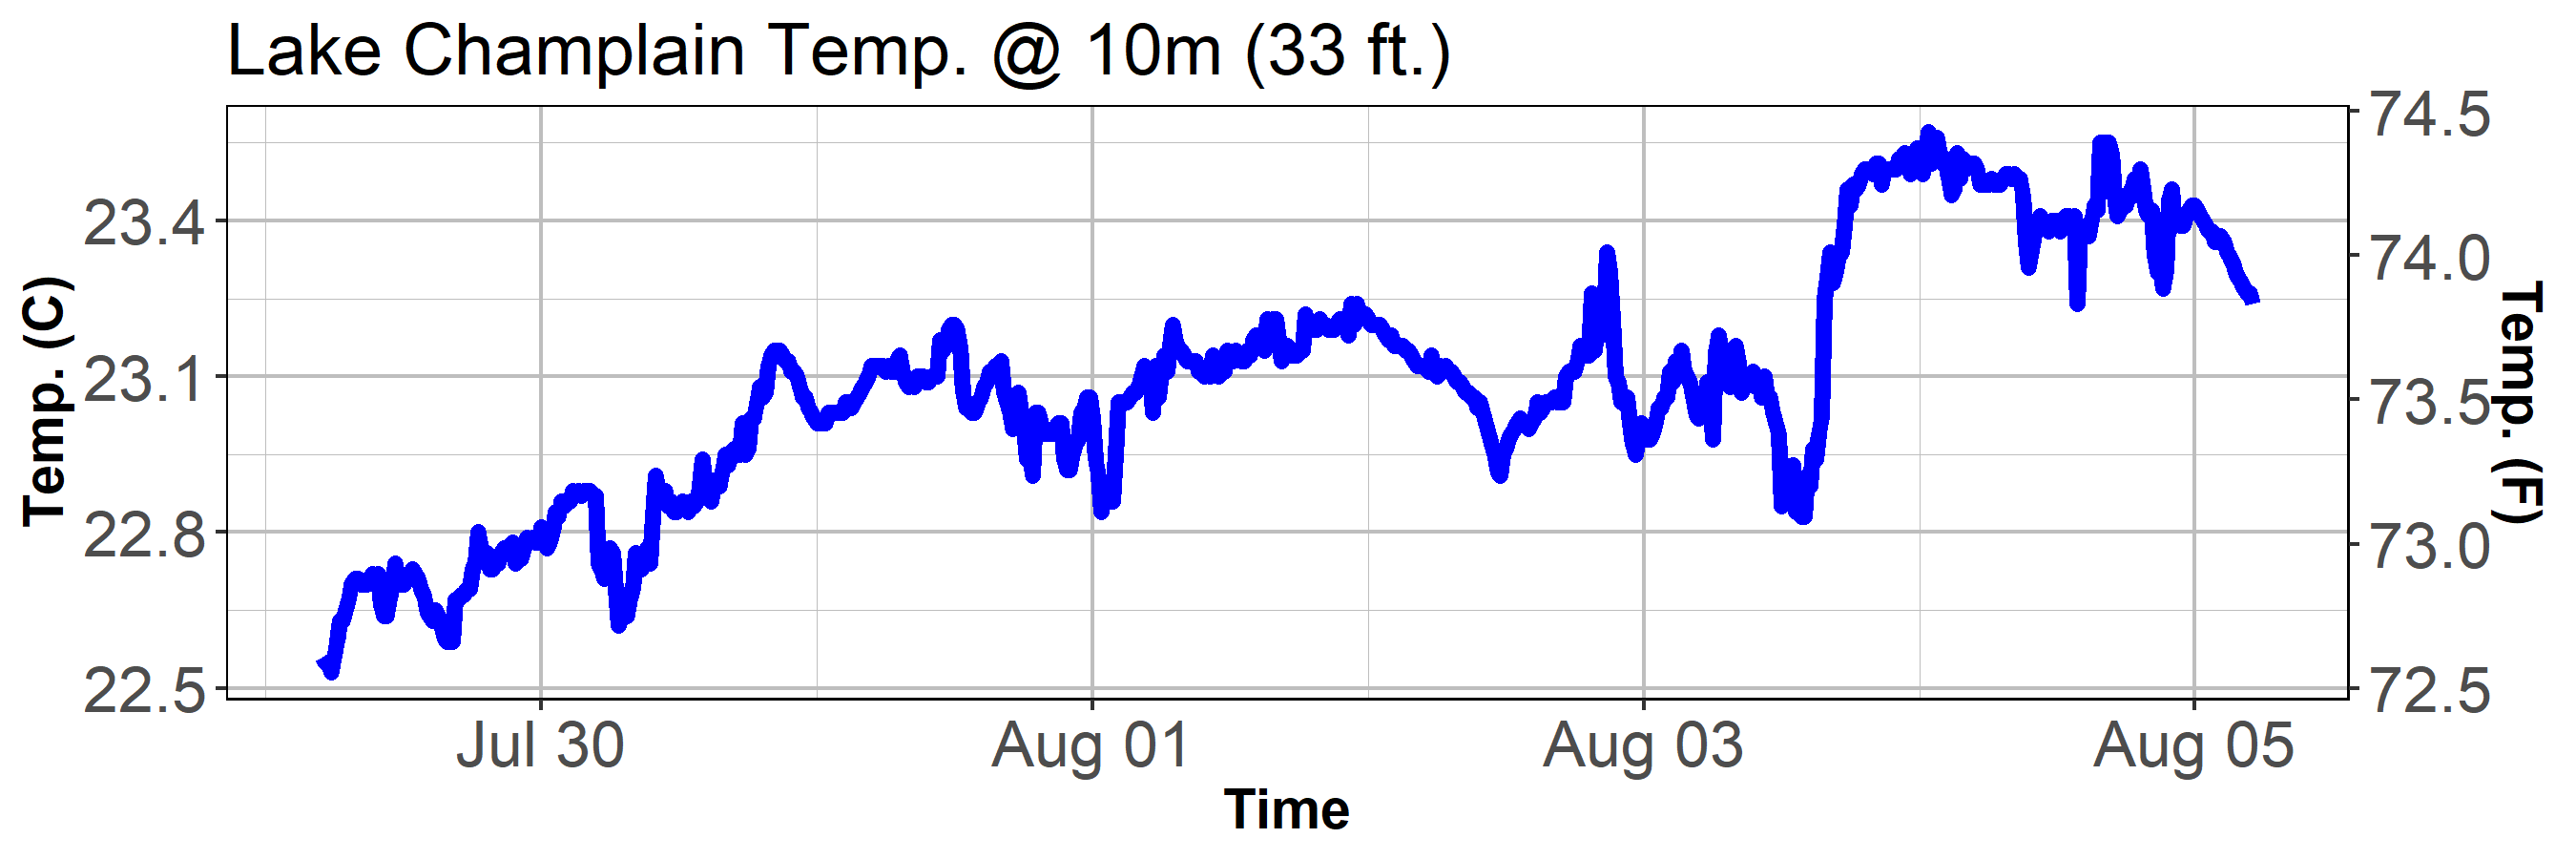 Lake Champlain Temp. @ 10m (33 ft.)
Temp. (C)
23.4
23.1
22.8
22.5
74.5
74.0
73.5
73.0
72.5
Temp. (F)
Jul 30 Aug 01 Aug 03 Aug 05
Time